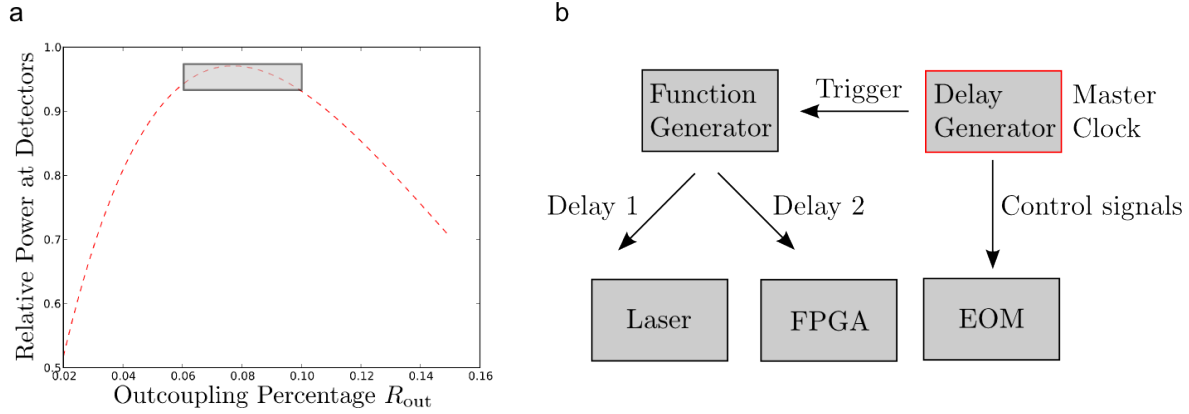 a
Relative Power at Detectors
1.0
0.9
0.8
0.7
0.6
0.5
0.02 0.04 0.06 0.08 0.10 0.12 0.14 0.16
Outcoupling Percentage R_out
b
Function
Generator
Trigger
Delay
Generator
Master
Clock
Delay 1
Delay 2
Control signals
Laser
FPGA
EOM